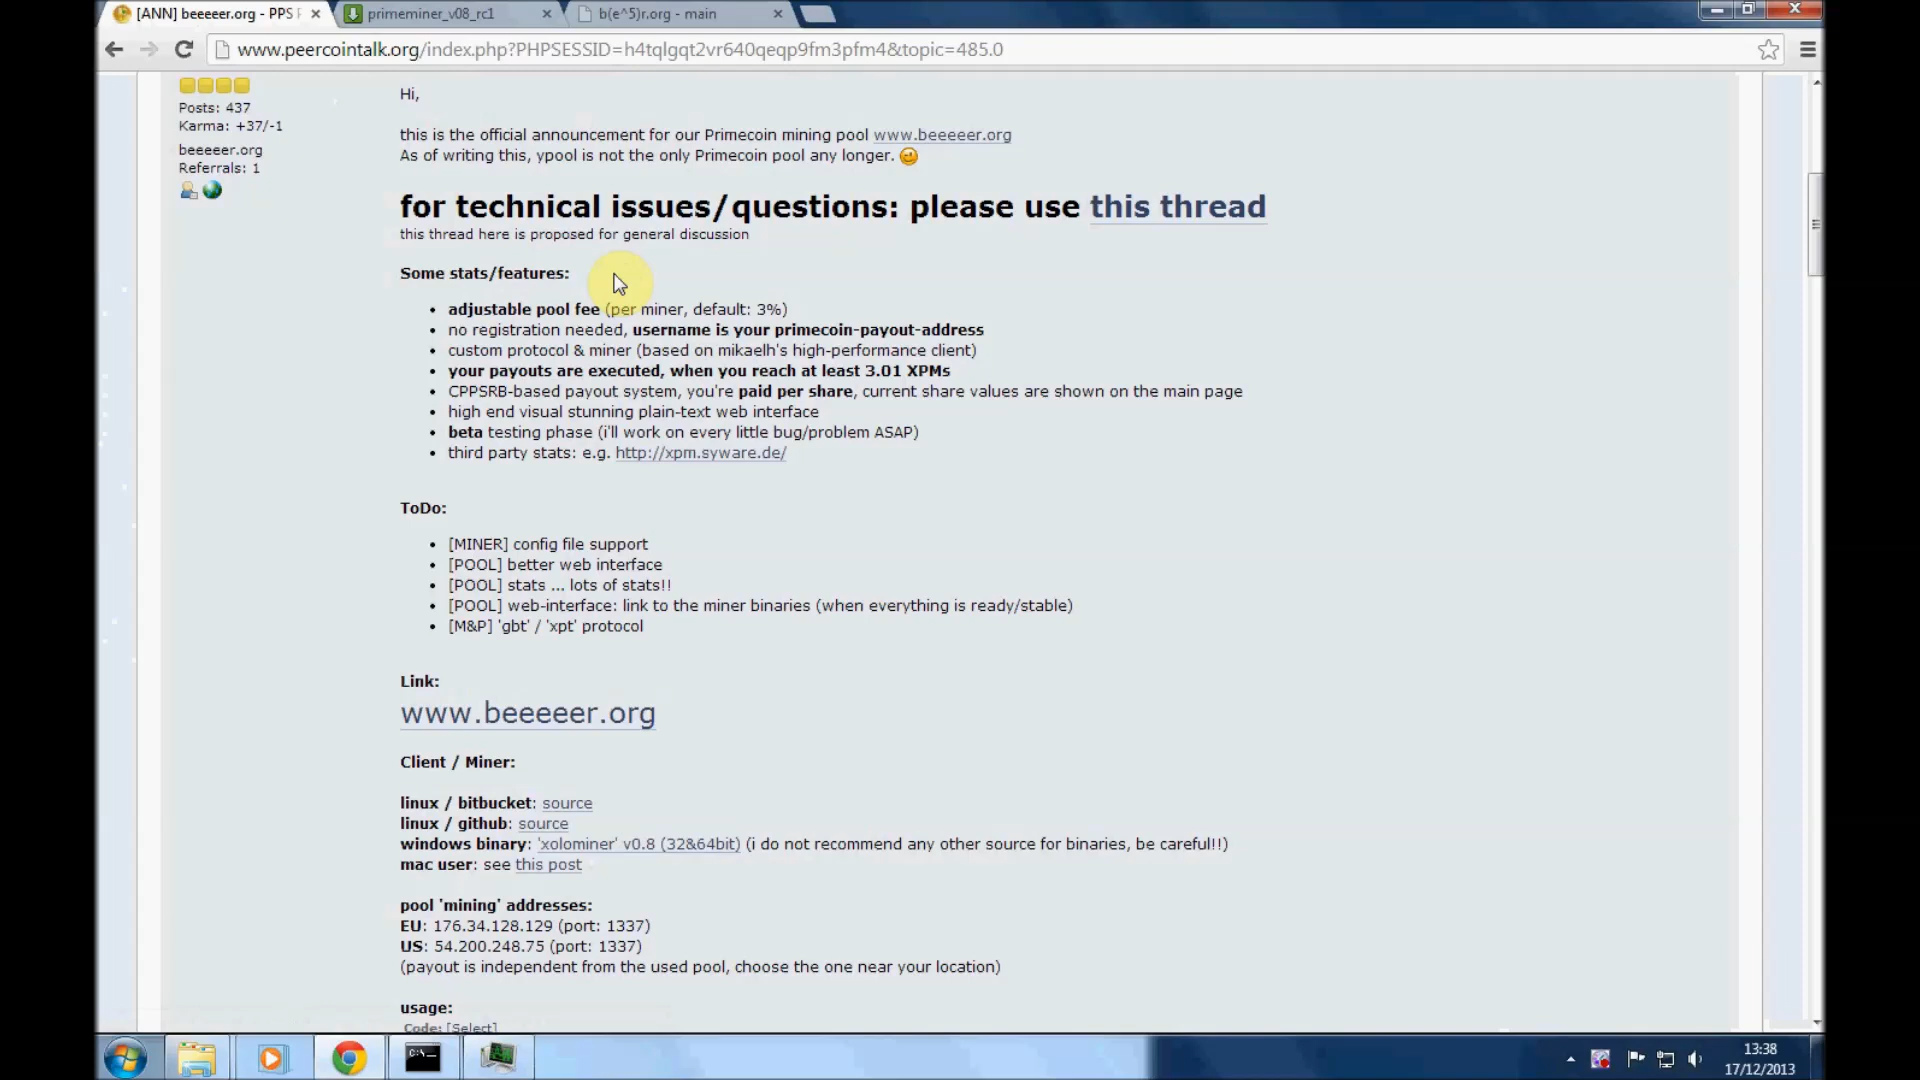 [ANN] beeeeer.org - PPS P
primeminer_v08_rc1
b(e^5)r.org - main
www.peercointalk.org/index.php?PHPSESSID=h4tqlgqt2vr640qeqp9fm3pfm4&topic=485.0
Posts: 437
Karma: +37/-1
beeeeer.org
Referrals: 1
Hi,
this is the official announcement for our Primecoin mining pool www.beeeeer.org
As of writing this, ypool is not the only Primecoin pool any longer.
for technical issues/questions: please use this thread
this thread here is proposed for general discussion
Some stats/features:
• adjustable pool fee (per miner, default: 3%)
• no registration needed, username is your primecoin-payout-address
• custom protocol & miner (based on mikaelh's high-performance client)
• your payouts are executed, when you reach at least 3.01 XPMs
• CPPSRB-based payout system, you're paid per share, current share values are shown on the main page
• high end visual stunning plain-text web interface
• beta testing phase (i'll work on every little bug/problem ASAP)
• third party stats: e.g. http://xpm.syware.de/
ToDo:
• [MINER] config file support
• [POOL] better web interface
• [POOL] stats ... lots of stats!!
• [POOL] web-interface: link to the miner binaries (when everything is ready/stable)
• [M&P] 'gbt' / 'xpt' protocol
Link:
www.beeeeer.org
Client / Miner:
linux / bitbucket: source
linux / github: source
windows binary: 'xolominer' v0.8 (32&64bit) (i do not recommend any other source for binaries, be careful!!)
mac user: see this post
pool 'mining' addresses:
EU: 176.34.128.129 (port: 1337)
US: 54.200.248.75 (port: 1337)
(payout is independent from the used pool, choose the one near your location)
usage:
Code: [Select]
13:38
17/12/2013